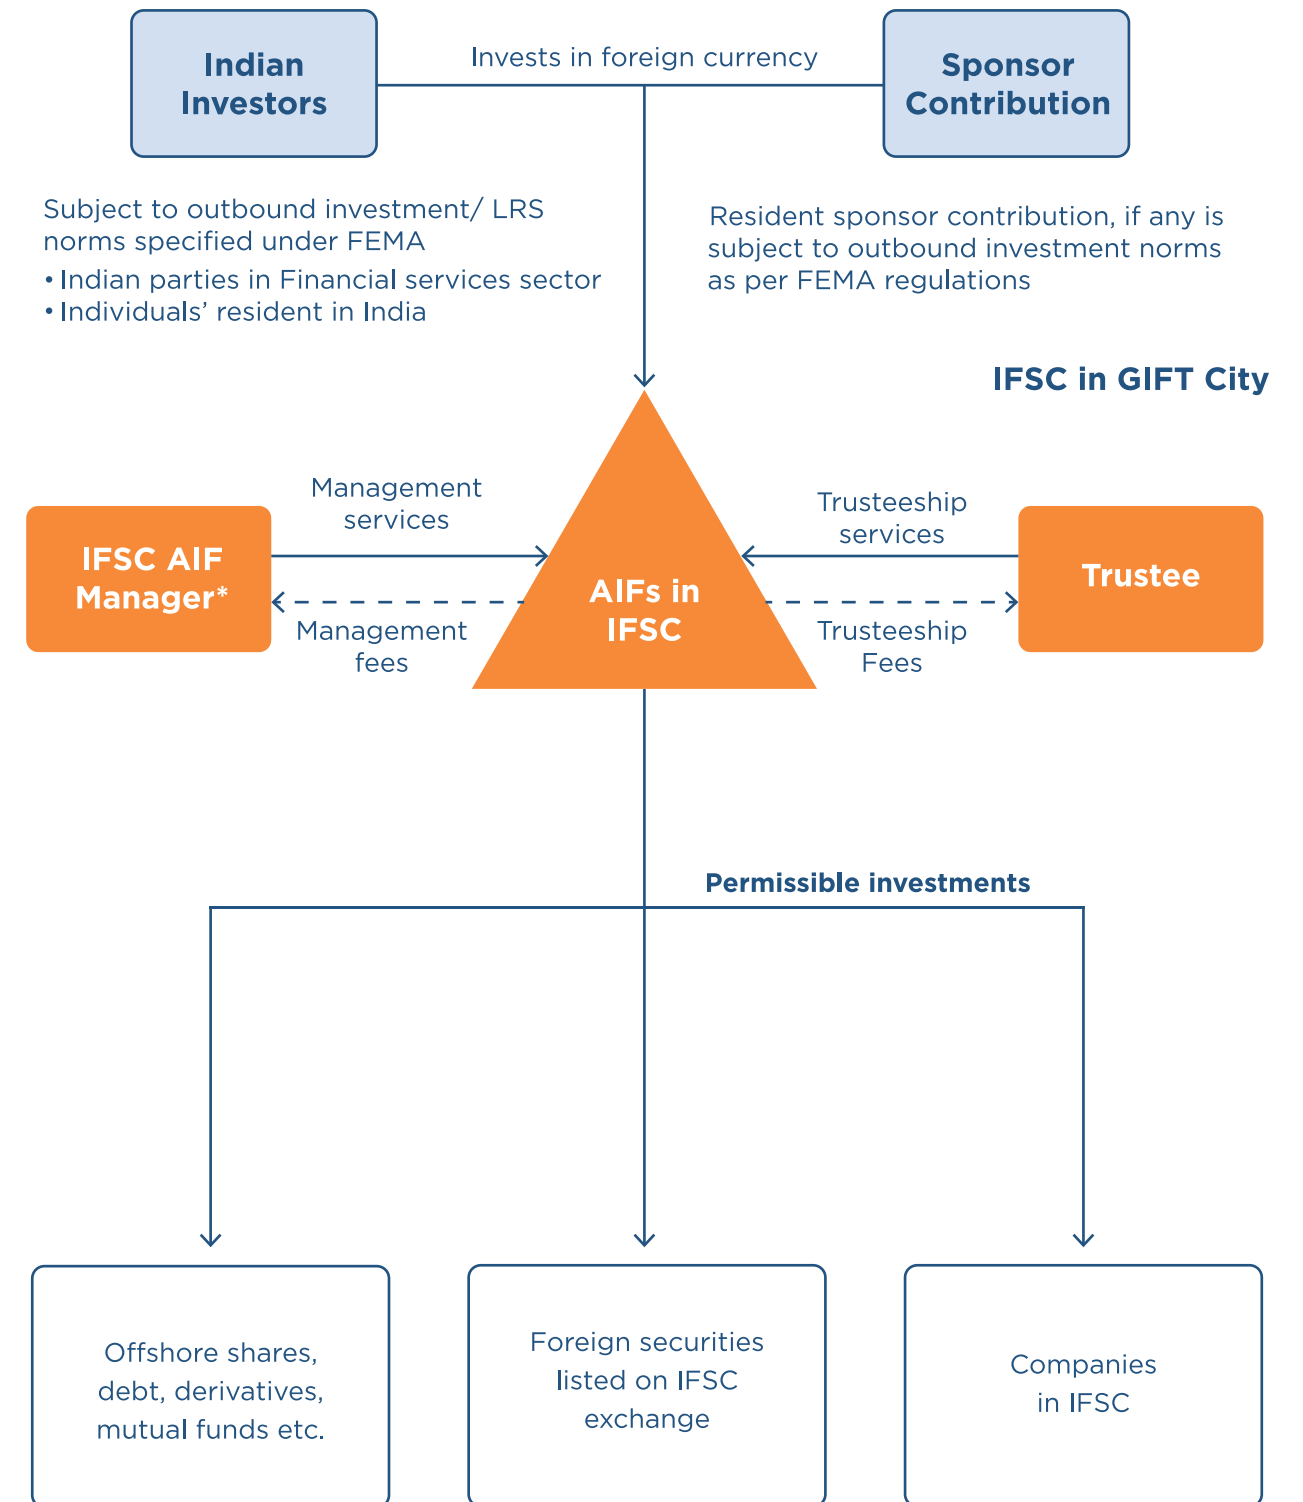 Indian
Investors
Invests in foreign currency
Sponsor
Contribution
Subject to outbound investment/ LRS
norms specified under FEMA
• Indian parties in Financial services sector
• Individuals’ resident in India
Resident sponsor contribution, if any is
subject to outbound investment norms
as per FEMA regulations
IFSC in GIFT City
Management
services
Trusteeship
services
IFSC AIF
Manager*
AIFs in
IFSC
Trustee
Management
fees
Trusteeship
Fees
Permissible investments
Offshore shares,
debt, derivatives,
mutual funds etc.
Foreign securities
listed on IFSC
exchange
Companies
in IFSC